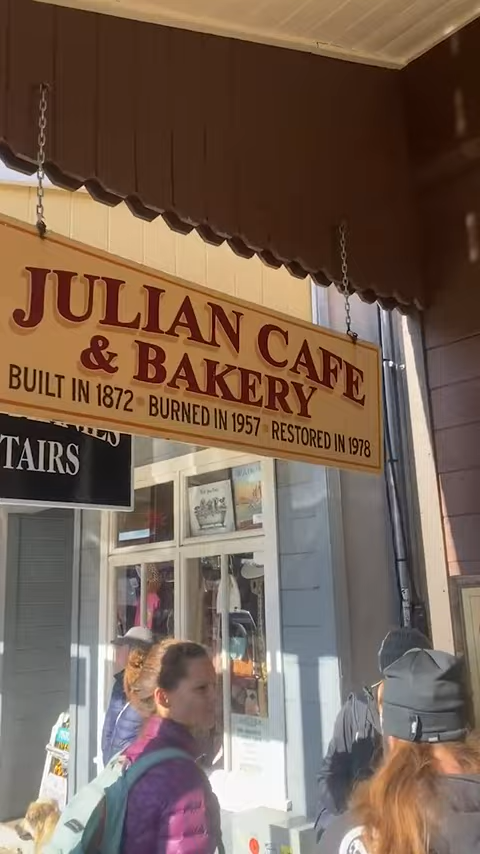 JULIAN CAFE
& BAKERY
BUILT IN 1872 BURNED IN 1957 RESTORED IN 1978
TAIRS